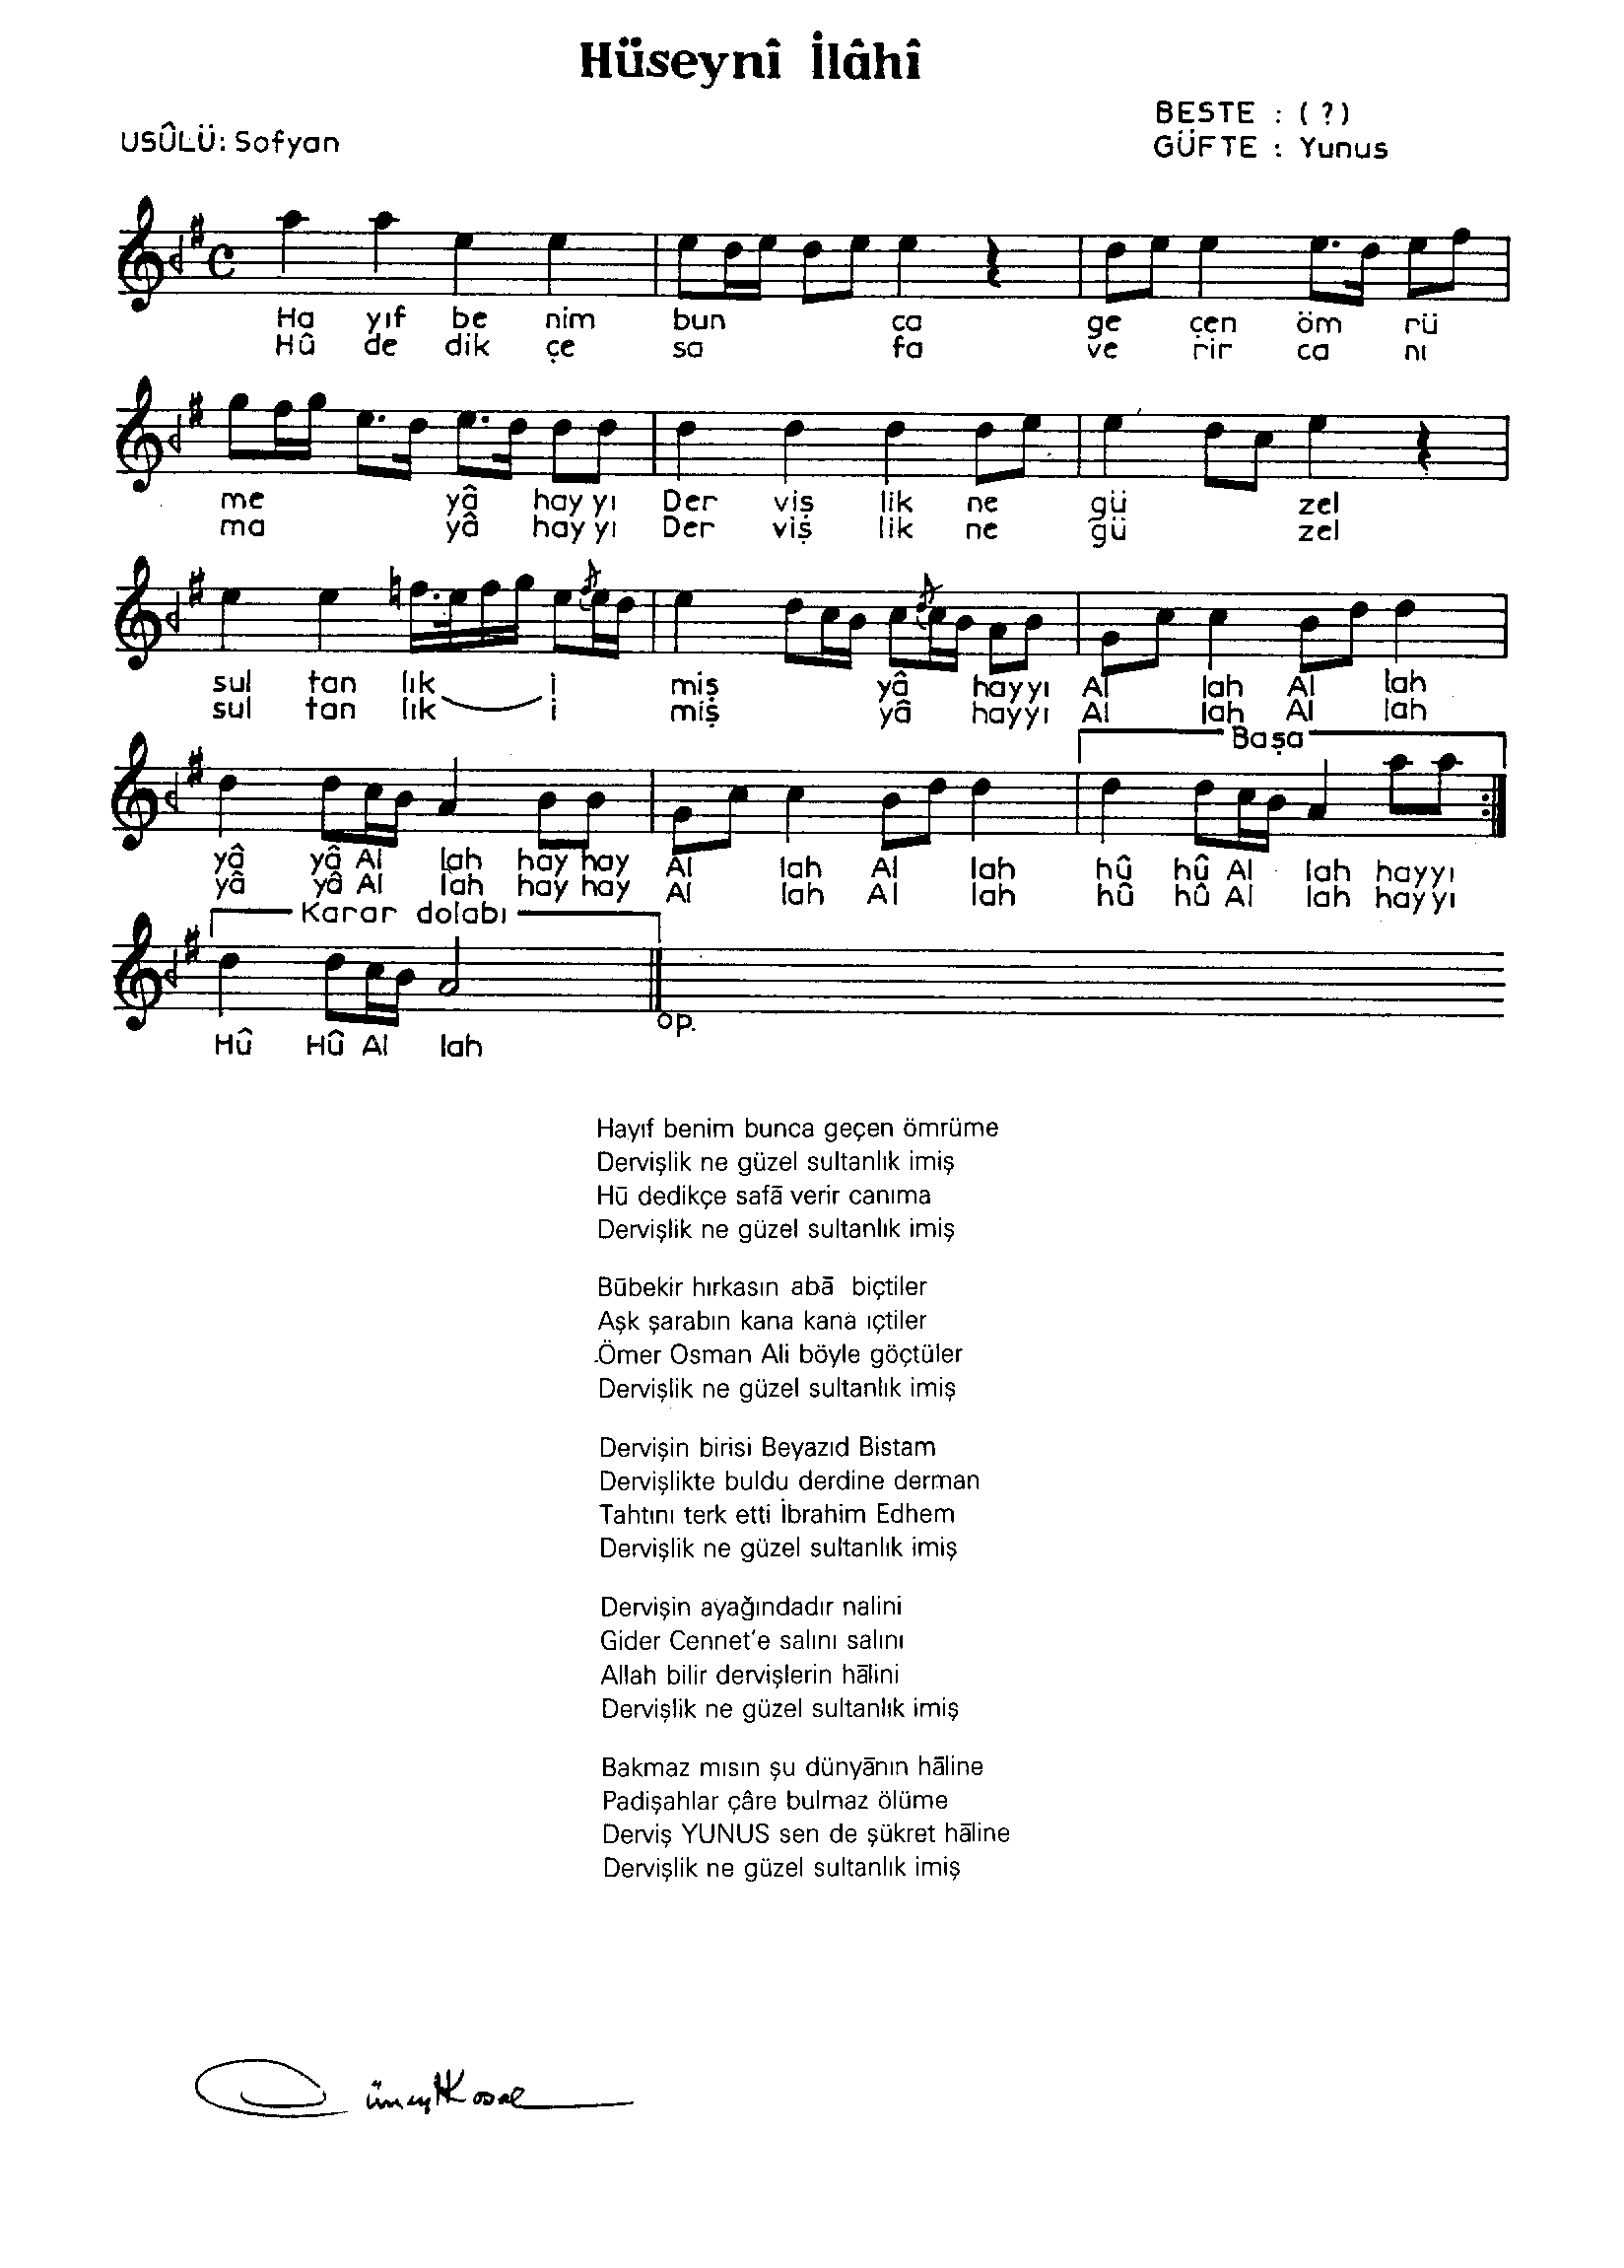 Hüseynî İlâhî
BESTE : (?)
USÛLÜ: Sofyan
GÜFTE : Yunus
Ha yıf be nim bun ca ge çen öm rü
Hû de dik çe sa fa ve rir ca nı
me yâ hay yı Der viş lik ne gü zel
ma yâ hay yı Der viş lik ne gü zel
sul tan lık i miş yâ hayyı Al lah Al lah
sul tan lık i miş yâ hayyı Al lah Al lah
Başa
yâ yâ Al lah hay hay Al lah Al lah hû hû Al lah hayyı
yâ yâ Al lah hay hay Al lah Al lah hû hû Al lah hayyı
Karar dolabı
op.
Hû Hû Al lah
Hayıf benim bunca geçen ömrüme
Dervişlik ne güzel sultanlık imiş
Hū dedikçe safā verir canıma
Dervişlik ne güzel sultanlık imiş
Būbekir hırkasın abā biçtiler
Aşk şarabın kana kana ıçtiler
Ömer Osman Ali böyle göçtüler
Dervişlik ne güzel sultanlık imiş
Dervişin birisi Beyazıd Bistam
Dervişlikte buldu derdine derman
Tahtını terk etti İbrahim Edhem
Dervişlik ne güzel sultanlık imiş
Dervişin ayağındadır nalini
Gider Cennet'e salını salını
Allah bilir dervişlerin hālini
Dervişlik ne güzel sultanlık imiş
Bakmaz mısın şu dünyānın hāline
Padişahlar çâre bulmaz ölüme
Derviş YUNUS sen de şükret hāline
Dervişlik ne güzel sultanlık imiş
Cüneyt Kosal